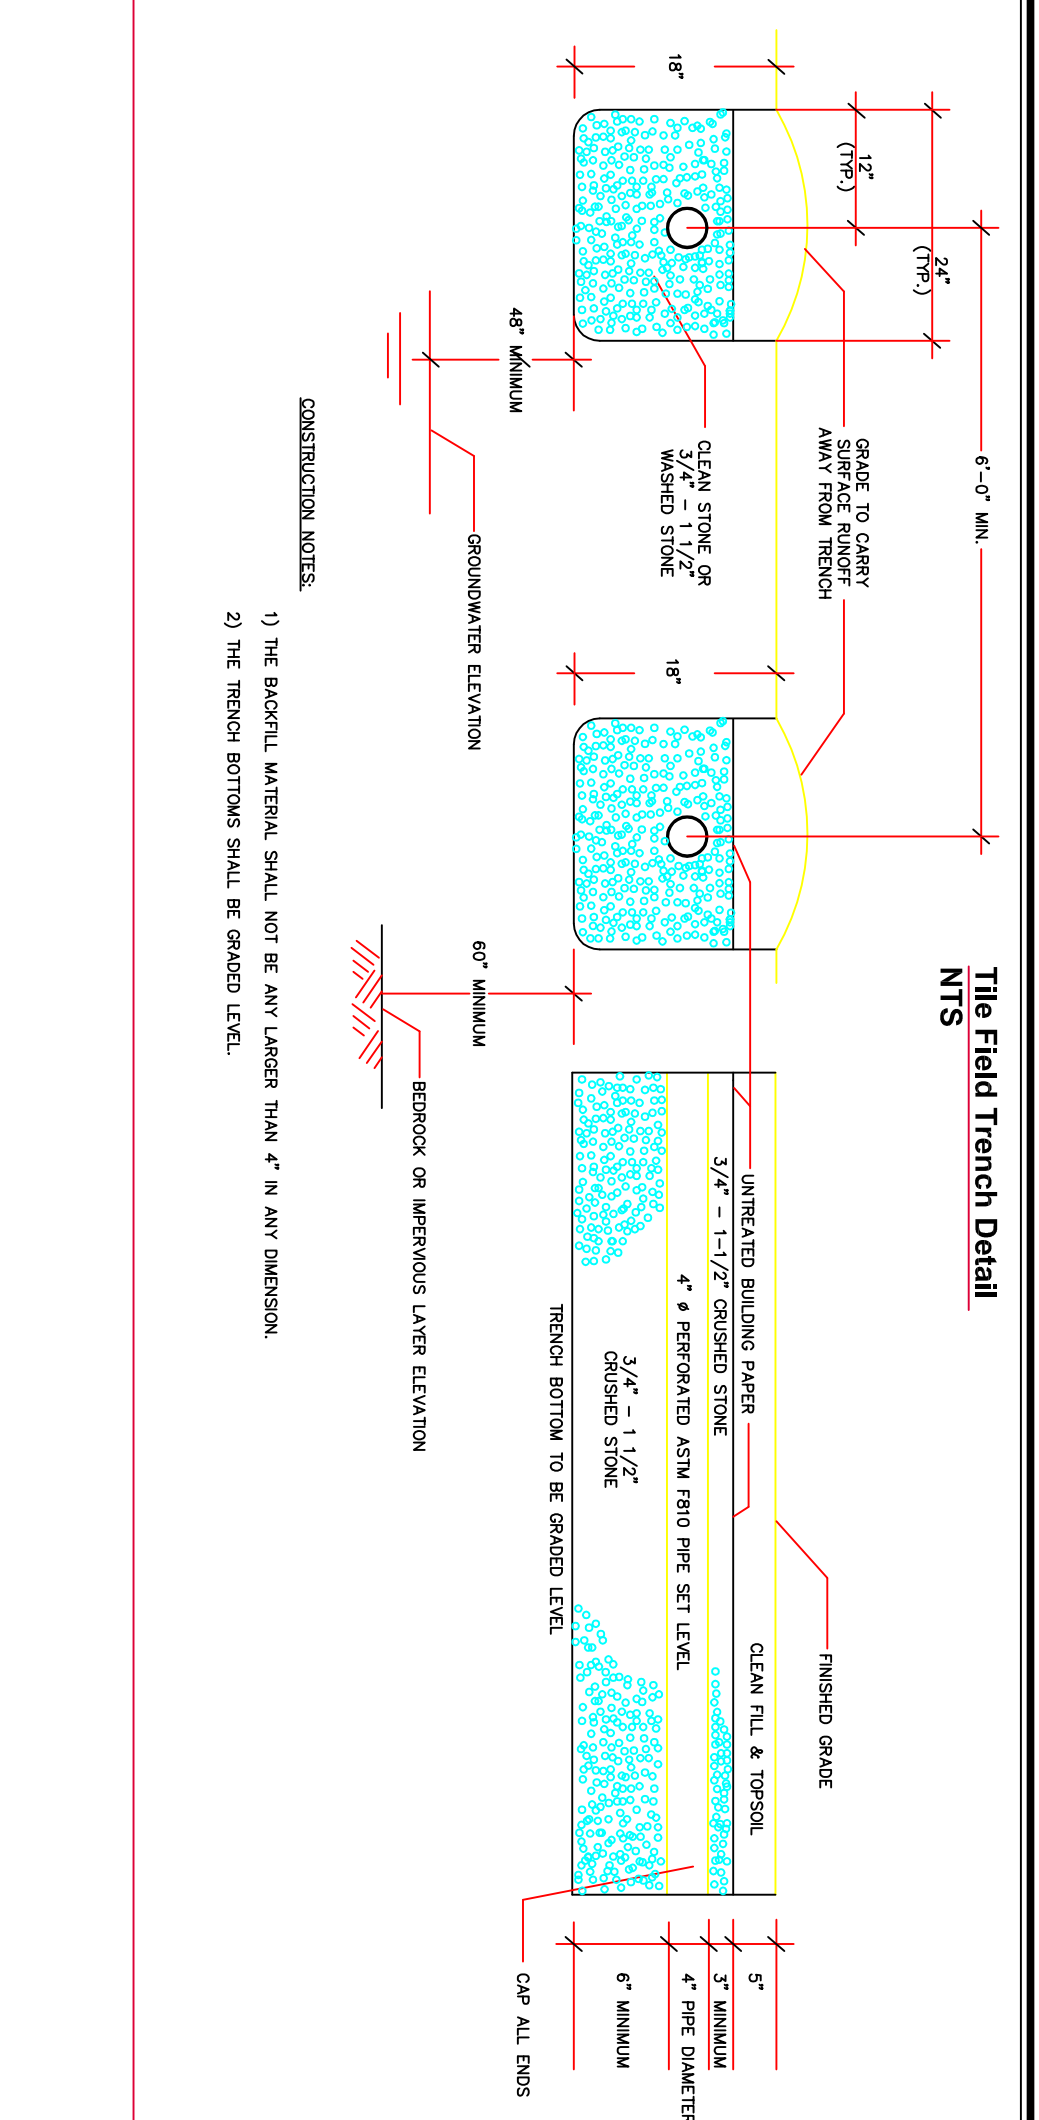 Tile Field Trench Detail
NTS
6'-0" MIN.
24"
(TYP.)
12"
(TYP.)
GRADE TO CARRY
SURFACE RUNOFF
AWAY FROM TRENCH
18"
18"
CLEAN STONE OR
3/4" - 1 1/2"
WASHED STONE
48" MINIMUM
GROUNDWATER ELEVATION
60" MINIMUM
BEDROCK OR IMPERVIOUS LAYER ELEVATION
FINISHED GRADE
CLEAN FILL & TOPSOIL
UNTREATED BUILDING PAPER
3/4" - 1-1/2" CRUSHED STONE
4" ø PERFORATED ASTM F810 PIPE SET LEVEL
3/4" - 1 1/2"
CRUSHED STONE
TRENCH BOTTOM TO BE GRADED LEVEL
5"
3" MINIMUM
4" PIPE DIAMETER
6" MINIMUM
CAP ALL ENDS
CONSTRUCTION NOTES:
1) THE BACKFILL MATERIAL SHALL NOT BE ANY LARGER THAN 4" IN ANY DIMENSION.
2) THE TRENCH BOTTOMS SHALL BE GRADED LEVEL.